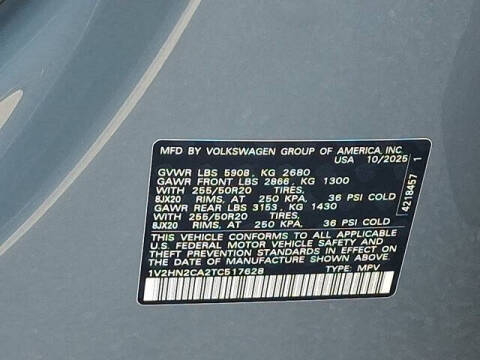 MFD BY VOLKSWAGEN GROUP OF AMERICA, INC.
USA 10/2025
GVWR LBS 5908, KG 2680
GAWR FRONT LBS 2866, KG 1300
WITH 255/50R20 TIRES,
8JX20 RIMS, AT 250 KPA. 36 PSI COLD
GAWR REAR LBS 3153, KG 1430
WITH 255/50R20 TIRES,
8JX20 RIMS, AT 250 KPA. 36 PSI COLD
THIS VEHICLE CONFORMS TO ALL APPLICABLE
U.S. FEDERAL MOTOR VEHICLE SAFETY AND
THEFT PREVENTION STANDARDS IN EFFECT ON
THE DATE OF MANUFACTURE SHOWN ABOVE.
1V2HN2CA2TC517628 TYPE: MPV
4218457 1